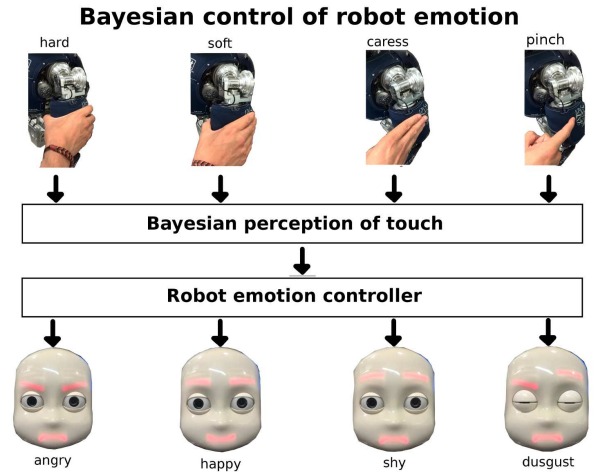 Bayesian control of robot emotion
hard soft caress pinch
Bayesian perception of touch
Robot emotion controller
angry happy shy dusgust